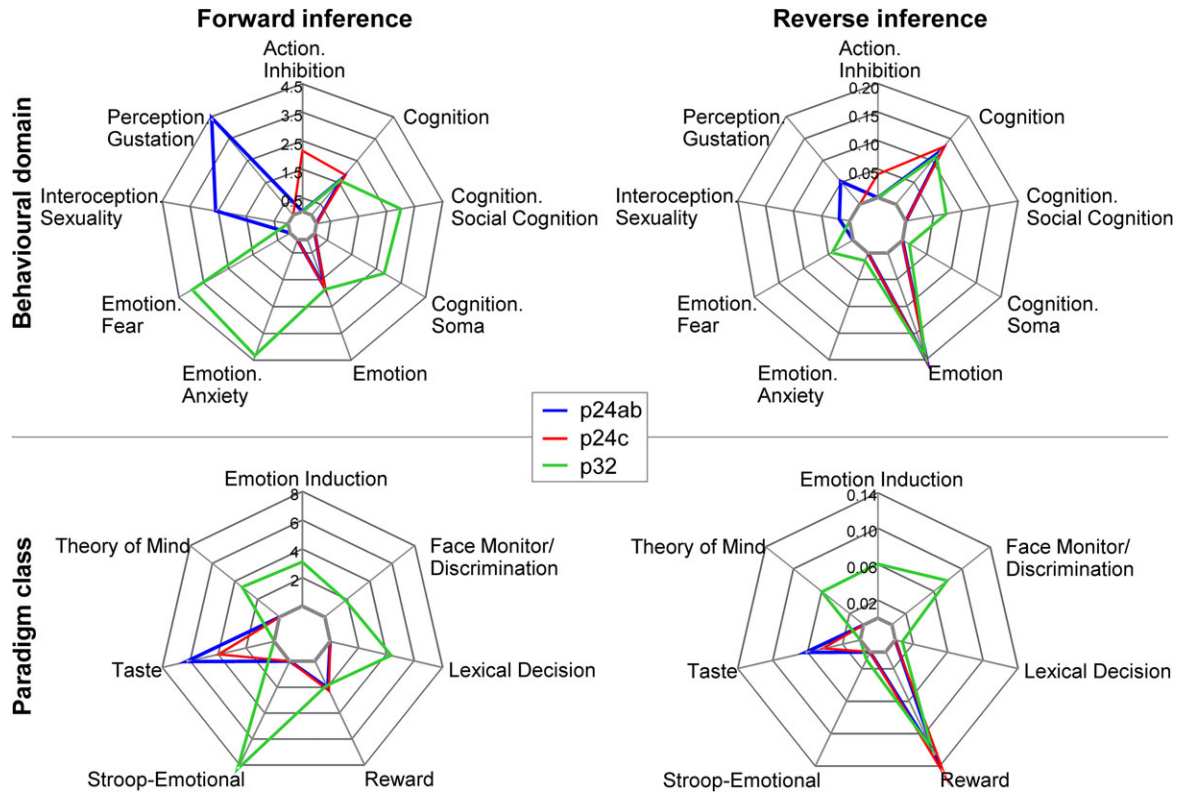 Forward inference
Reverse inference
Behavioural domain
Action.
Inhibition
4.5
3.5
2.5
1.5
0.5
Perception.
Gustation
Cognition
Interoception.
Sexuality
Cognition.
Social Cognition
Emotion.
Fear
Cognition.
Soma
Emotion.
Anxiety
Emotion
Action.
Inhibition
0.20
0.15
0.10
0.05
Perception.
Gustation
Cognition
Interoception.
Sexuality
Cognition.
Social Cognition
Emotion.
Fear
Cognition.
Soma
Emotion.
Anxiety
Emotion
p24ab
p24c
p32
Paradigm class
Emotion Induction
8
6
4
2
Theory of Mind
Face Monitor/
Discrimination
Taste
Lexical Decision
Stroop-Emotional
Reward
Emotion Induction
0.14
0.10
0.06
0.02
Theory of Mind
Face Monitor/
Discrimination
Taste
Lexical Decision
Stroop-Emotional
Reward